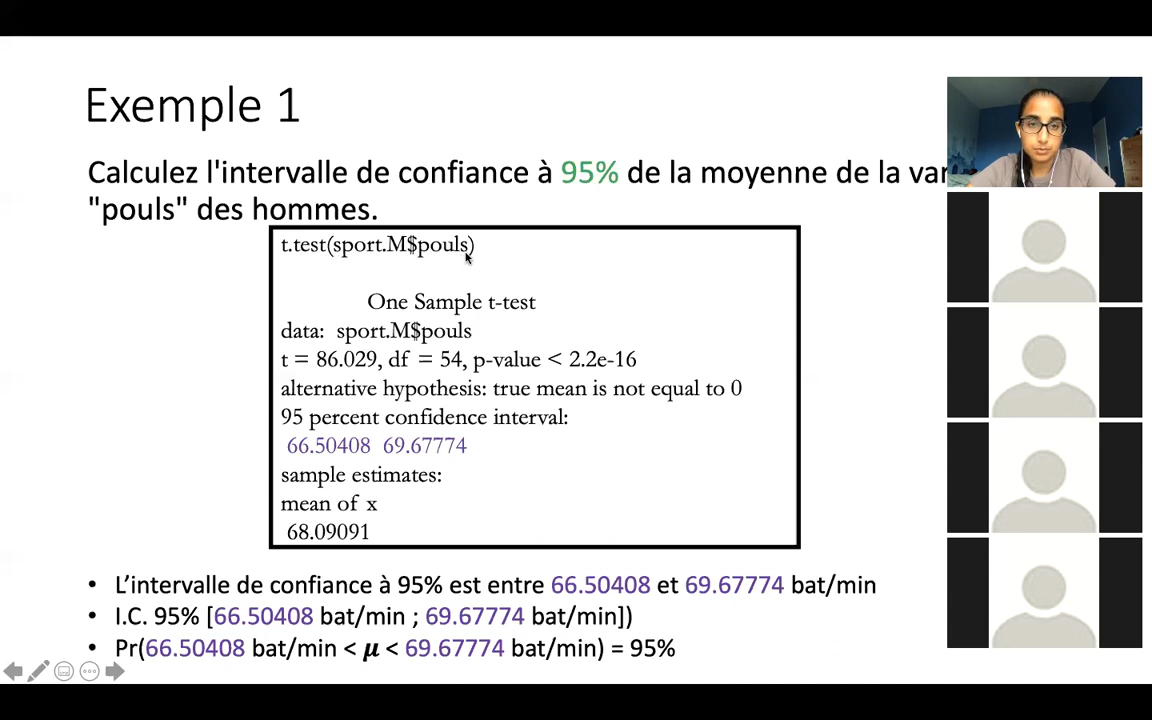 Exemple 1
Calculez l'intervalle de confiance à 95% de la moyenne de la
"pouls" des hommes.
t.test(sport.M$pouls)
One Sample t-test
data: sport.M$pouls
t = 86.029, df = 54, p-value < 2.2e-16
alternative hypothesis: true mean is not equal to 0
95 percent confidence interval:
66.50408 69.67774
sample estimates:
mean of x
68.09091
• L’intervalle de confiance à 95% est entre 66.50408 et 69.67774 bat/min
• I.C. 95% [66.50408 bat/min ; 69.67774 bat/min])
• Pr(66.50408 bat/min < μ < 69.67774 bat/min) = 95%